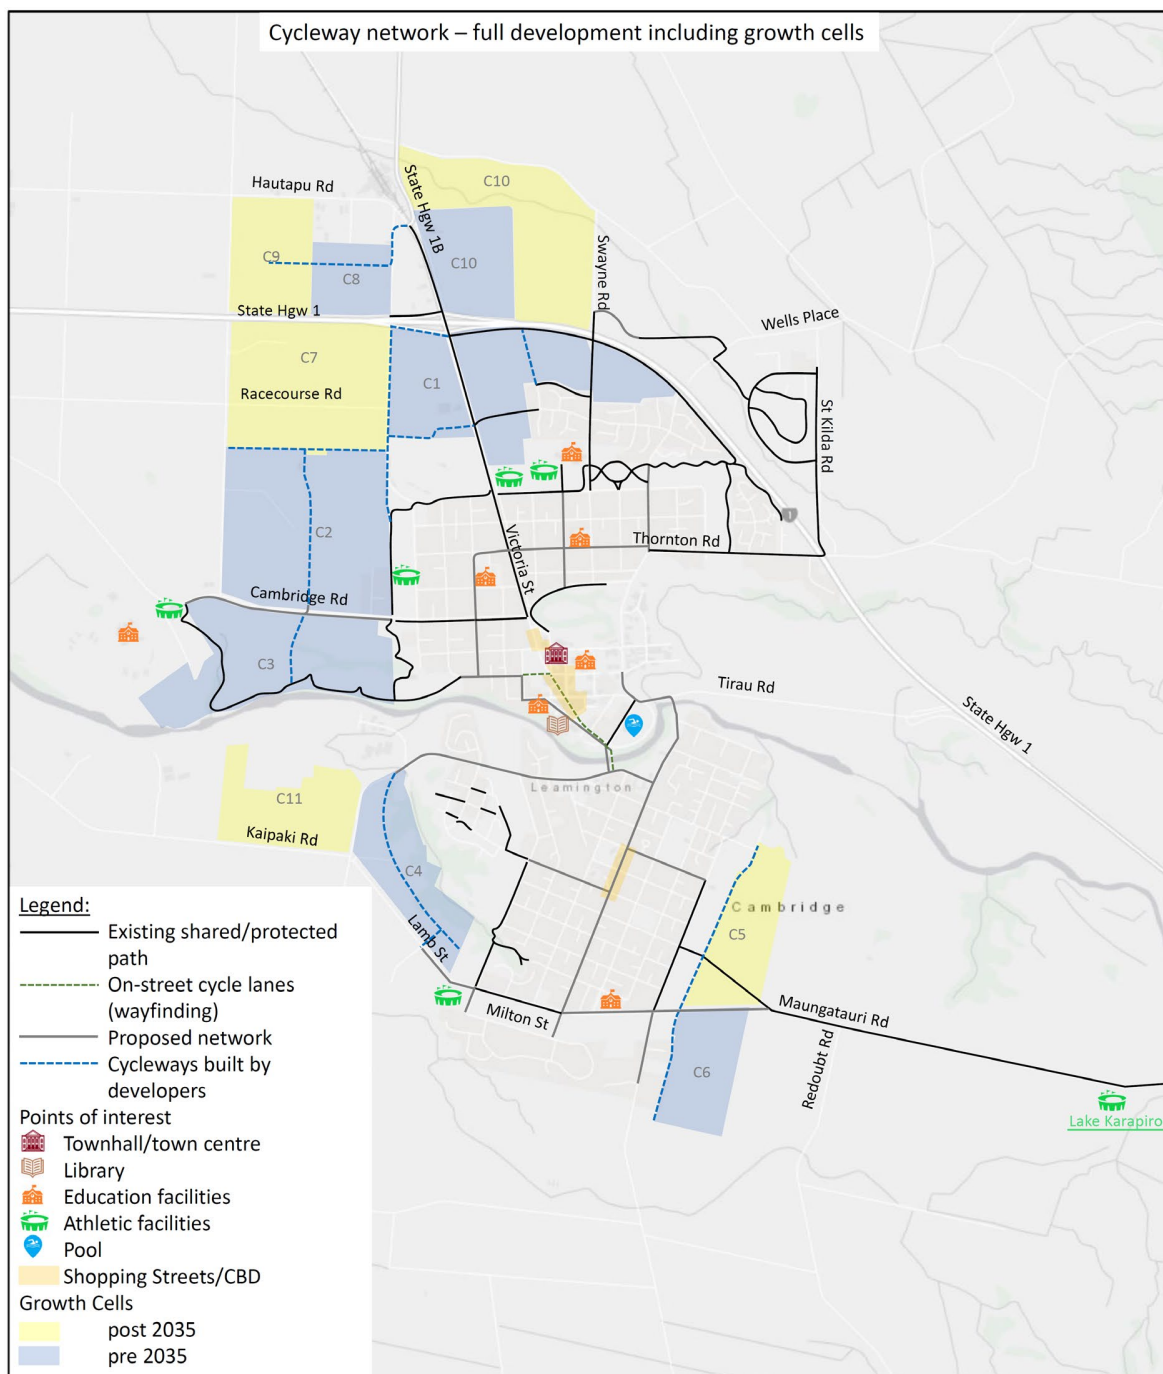 Cycleway network – full development including growth cells
Hautapu Rd
State Hgw 1B
C10
Swayne Rd
C9
C8
C10
State Hgw 1
Wells Place
C7
C1
Racecourse Rd
St Kilda Rd
1
C2
Victoria St
Thornton Rd
Cambridge Rd
C3
Tirau Rd
State Hgw 1
Leamington
C11
Kaipaki Rd
C4
Lamb St
Cambridge
C5
Milton St
Maungatauri Rd
Redoubt Rd
C6
Lake Karapiro
Legend:
Existing shared/protected
path
On-street cycle lanes
(wayfinding)
Proposed network
Cycleways built by
developers
Points of interest
Townhall/town centre
Library
Education facilities
Athletic facilities
Pool
Shopping Streets/CBD
Growth Cells
post 2035
pre 2035